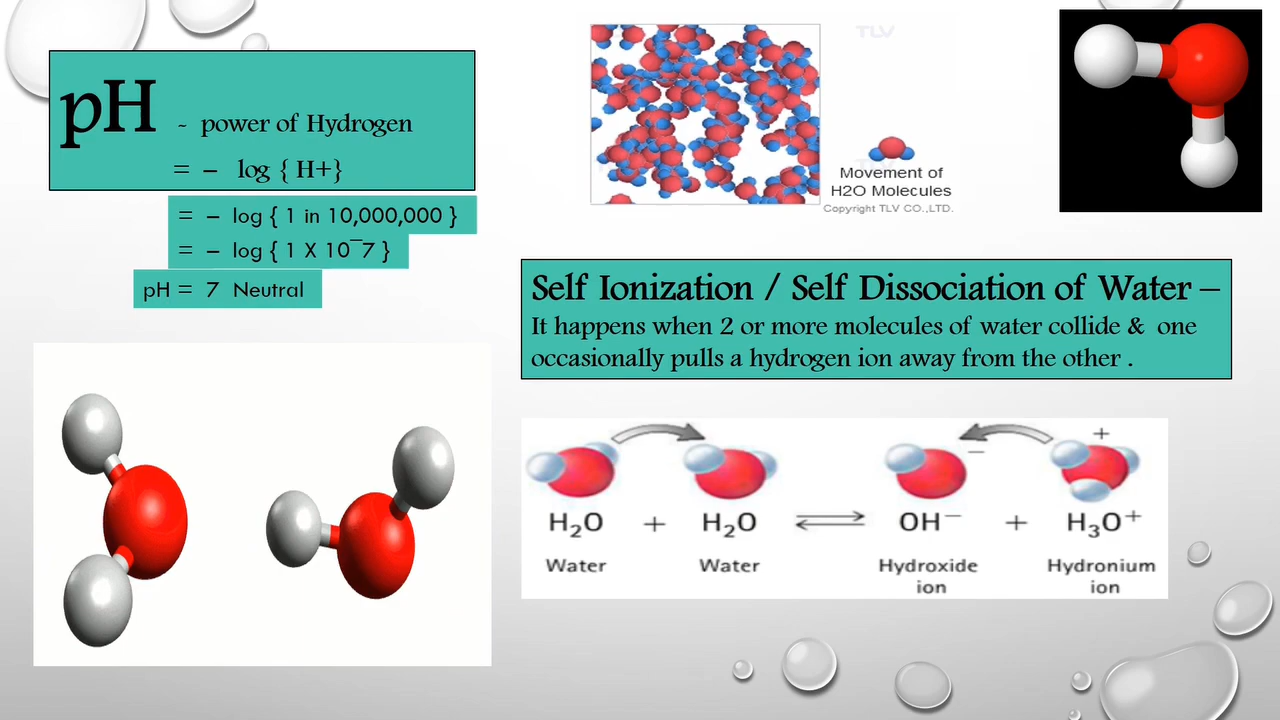 pH - power of Hydrogen
= – log { H+}
= – log { 1 in 10,000,000 }
= – log { 1 X 10¯7 }
pH = 7 Neutral
TLV
TLV
Movement of
H2O Molecules
Copyright TLV CO.,LTD.
Self Ionization / Self Dissociation of Water –
It happens when 2 or more molecules of water collide & one
occasionally pulls a hydrogen ion away from the other .
– +
H₂O + H₂O ⇌ OH⁻ + H₃O⁺
Water Water Hydroxide Hydronium
ion ion